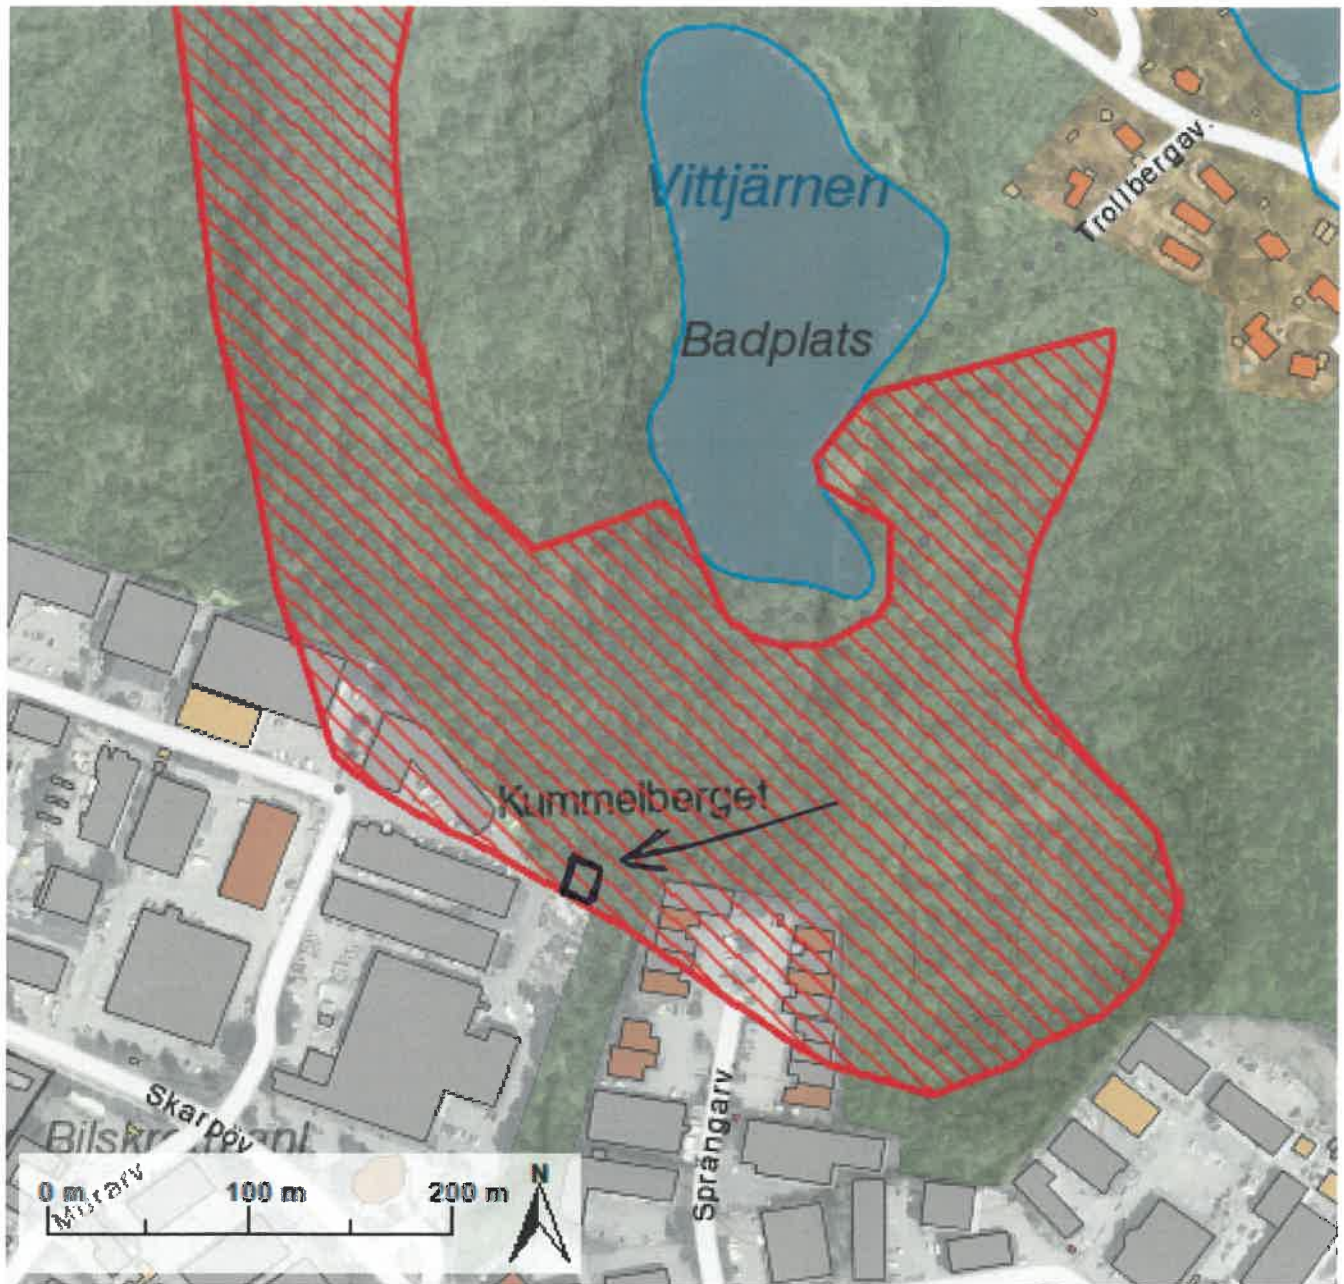 Trollbergav.
Vittjärnen
Badplats
Kummelberget
Skarpöv
Sprängarv
0 m 100 m 200 m
N